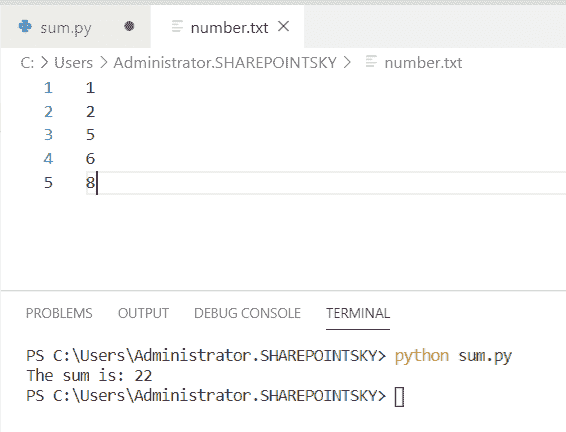 sum.py number.txt
C: > Users > Administrator.SHAREPOINTSKY > number.txt
1 1
2 2
3 5
4 6
5 8
PROBLEMS OUTPUT DEBUG CONSOLE TERMINAL
PS C:\Users\Administrator.SHAREPOINTSKY> python sum.py
The sum is: 22
PS C:\Users\Administrator.SHAREPOINTSKY>